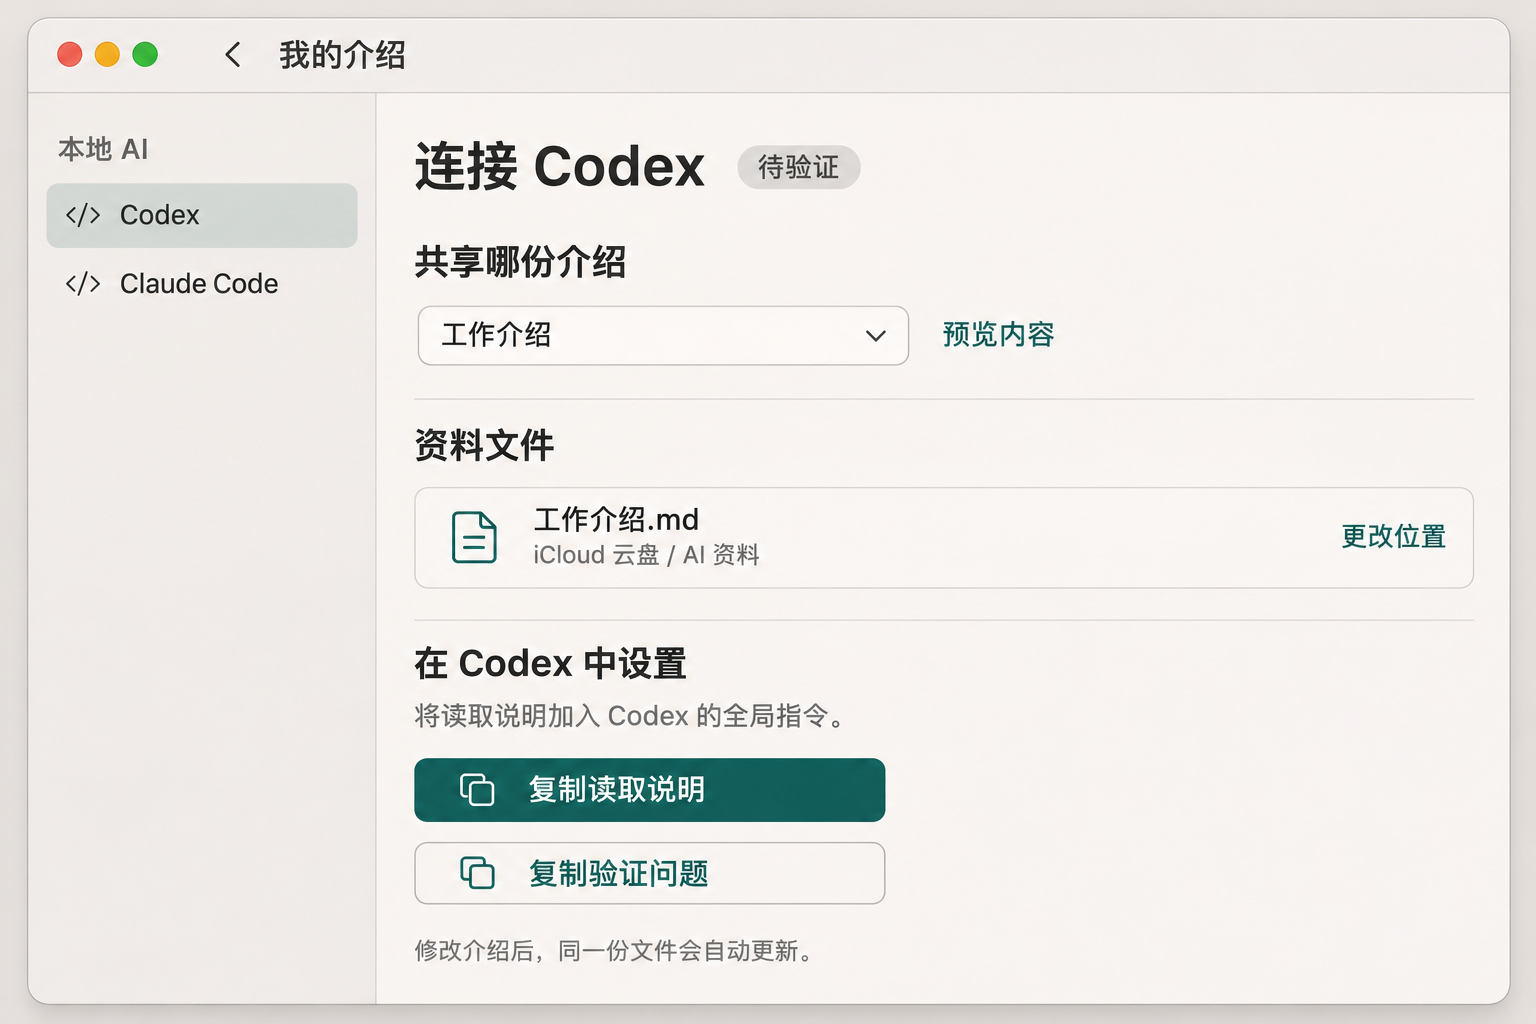 我的介绍
本地 AI
</> Codex
</> Claude Code
连接 Codex
待验证
共享哪份介绍
工作介绍
预览内容
资料文件
工作介绍.md
iCloud 云盘 / AI 资料
更改位置
在 Codex 中设置
将读取说明加入 Codex 的全局指令。
复制读取说明
复制验证问题
修改介绍后，同一份文件会自动更新。